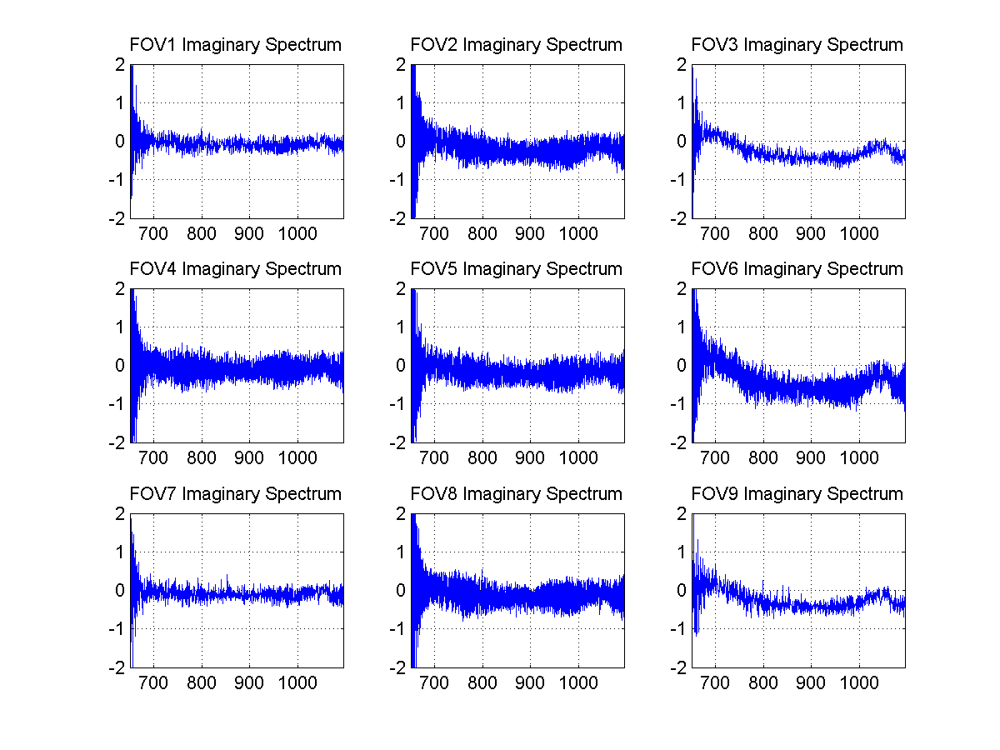 FOV1 Imaginary Spectrum FOV2 Imaginary Spectrum FOV3 Imaginary Spectrum
2 2 2
1 1 1
0 0 0
-1 -1 -1
-2 -2 -2
700 800 900 1000 700 800 900 1000 700 800 900 1000
FOV4 Imaginary Spectrum FOV5 Imaginary Spectrum FOV6 Imaginary Spectrum
2 2 2
1 1 1
0 0 0
-1 -1 -1
-2 -2 -2
700 800 900 1000 700 800 900 1000 700 800 900 1000
FOV7 Imaginary Spectrum FOV8 Imaginary Spectrum FOV9 Imaginary Spectrum
2 2 2
1 1 1
0 0 0
-1 -1 -1
-2 -2 -2
700 800 900 1000 700 800 900 1000 700 800 900 1000